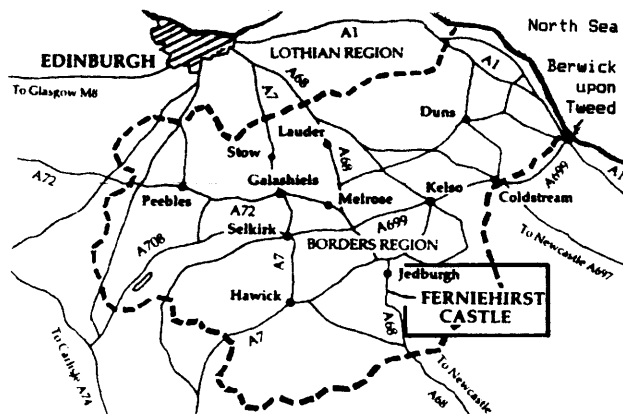 North Sea
A1
EDINBURGH
LOTHIAN REGION
A1
Berwick
upon
Tweed
To Glasgow M8
A7
A68
Duns
Lauder
Stow
A68
A699
A1
A72
Galashiels
Kelso
Coldstream
Peebles
Melrose
A72
A699
A708
Selkirk
BORDERS REGION
To Newcastle A697
A7
Jedburgh
Hawick
FERNIEHIRST
CASTLE
A68
A7
To Carlisle A74
To Newcastle
A68